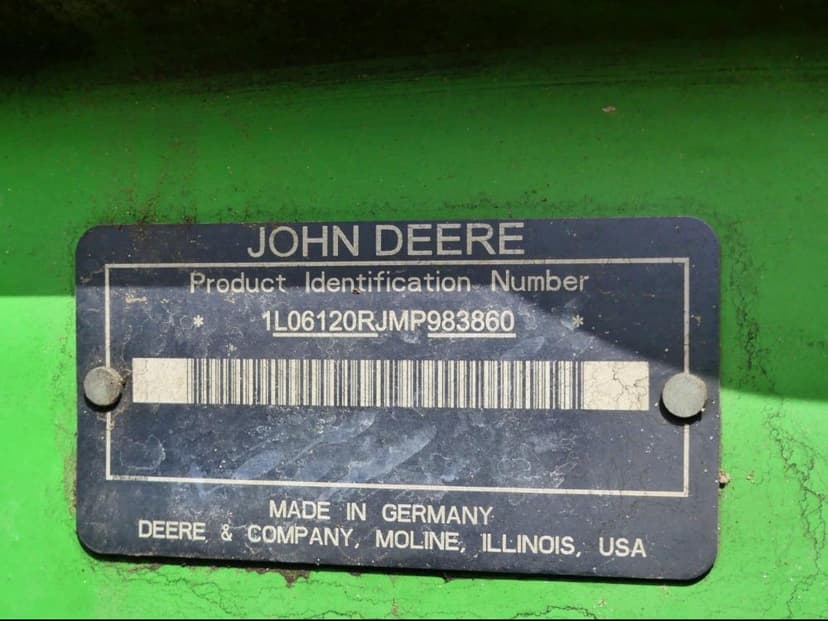 JOHN DEERE
Product Identification Number
* 1L06120RJMP983860 *
MADE IN GERMANY
DEERE & COMPANY, MOLINE, ILLINOIS, USA